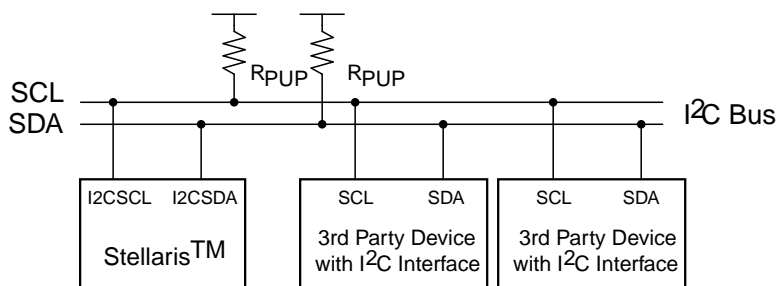 RPUP RPUP
SCL
SDA
I²C Bus
I2CSCL I2CSDA SCL SDA SCL SDA
Stellaris™
3rd Party Device
with I²C Interface
3rd Party Device
with I²C Interface